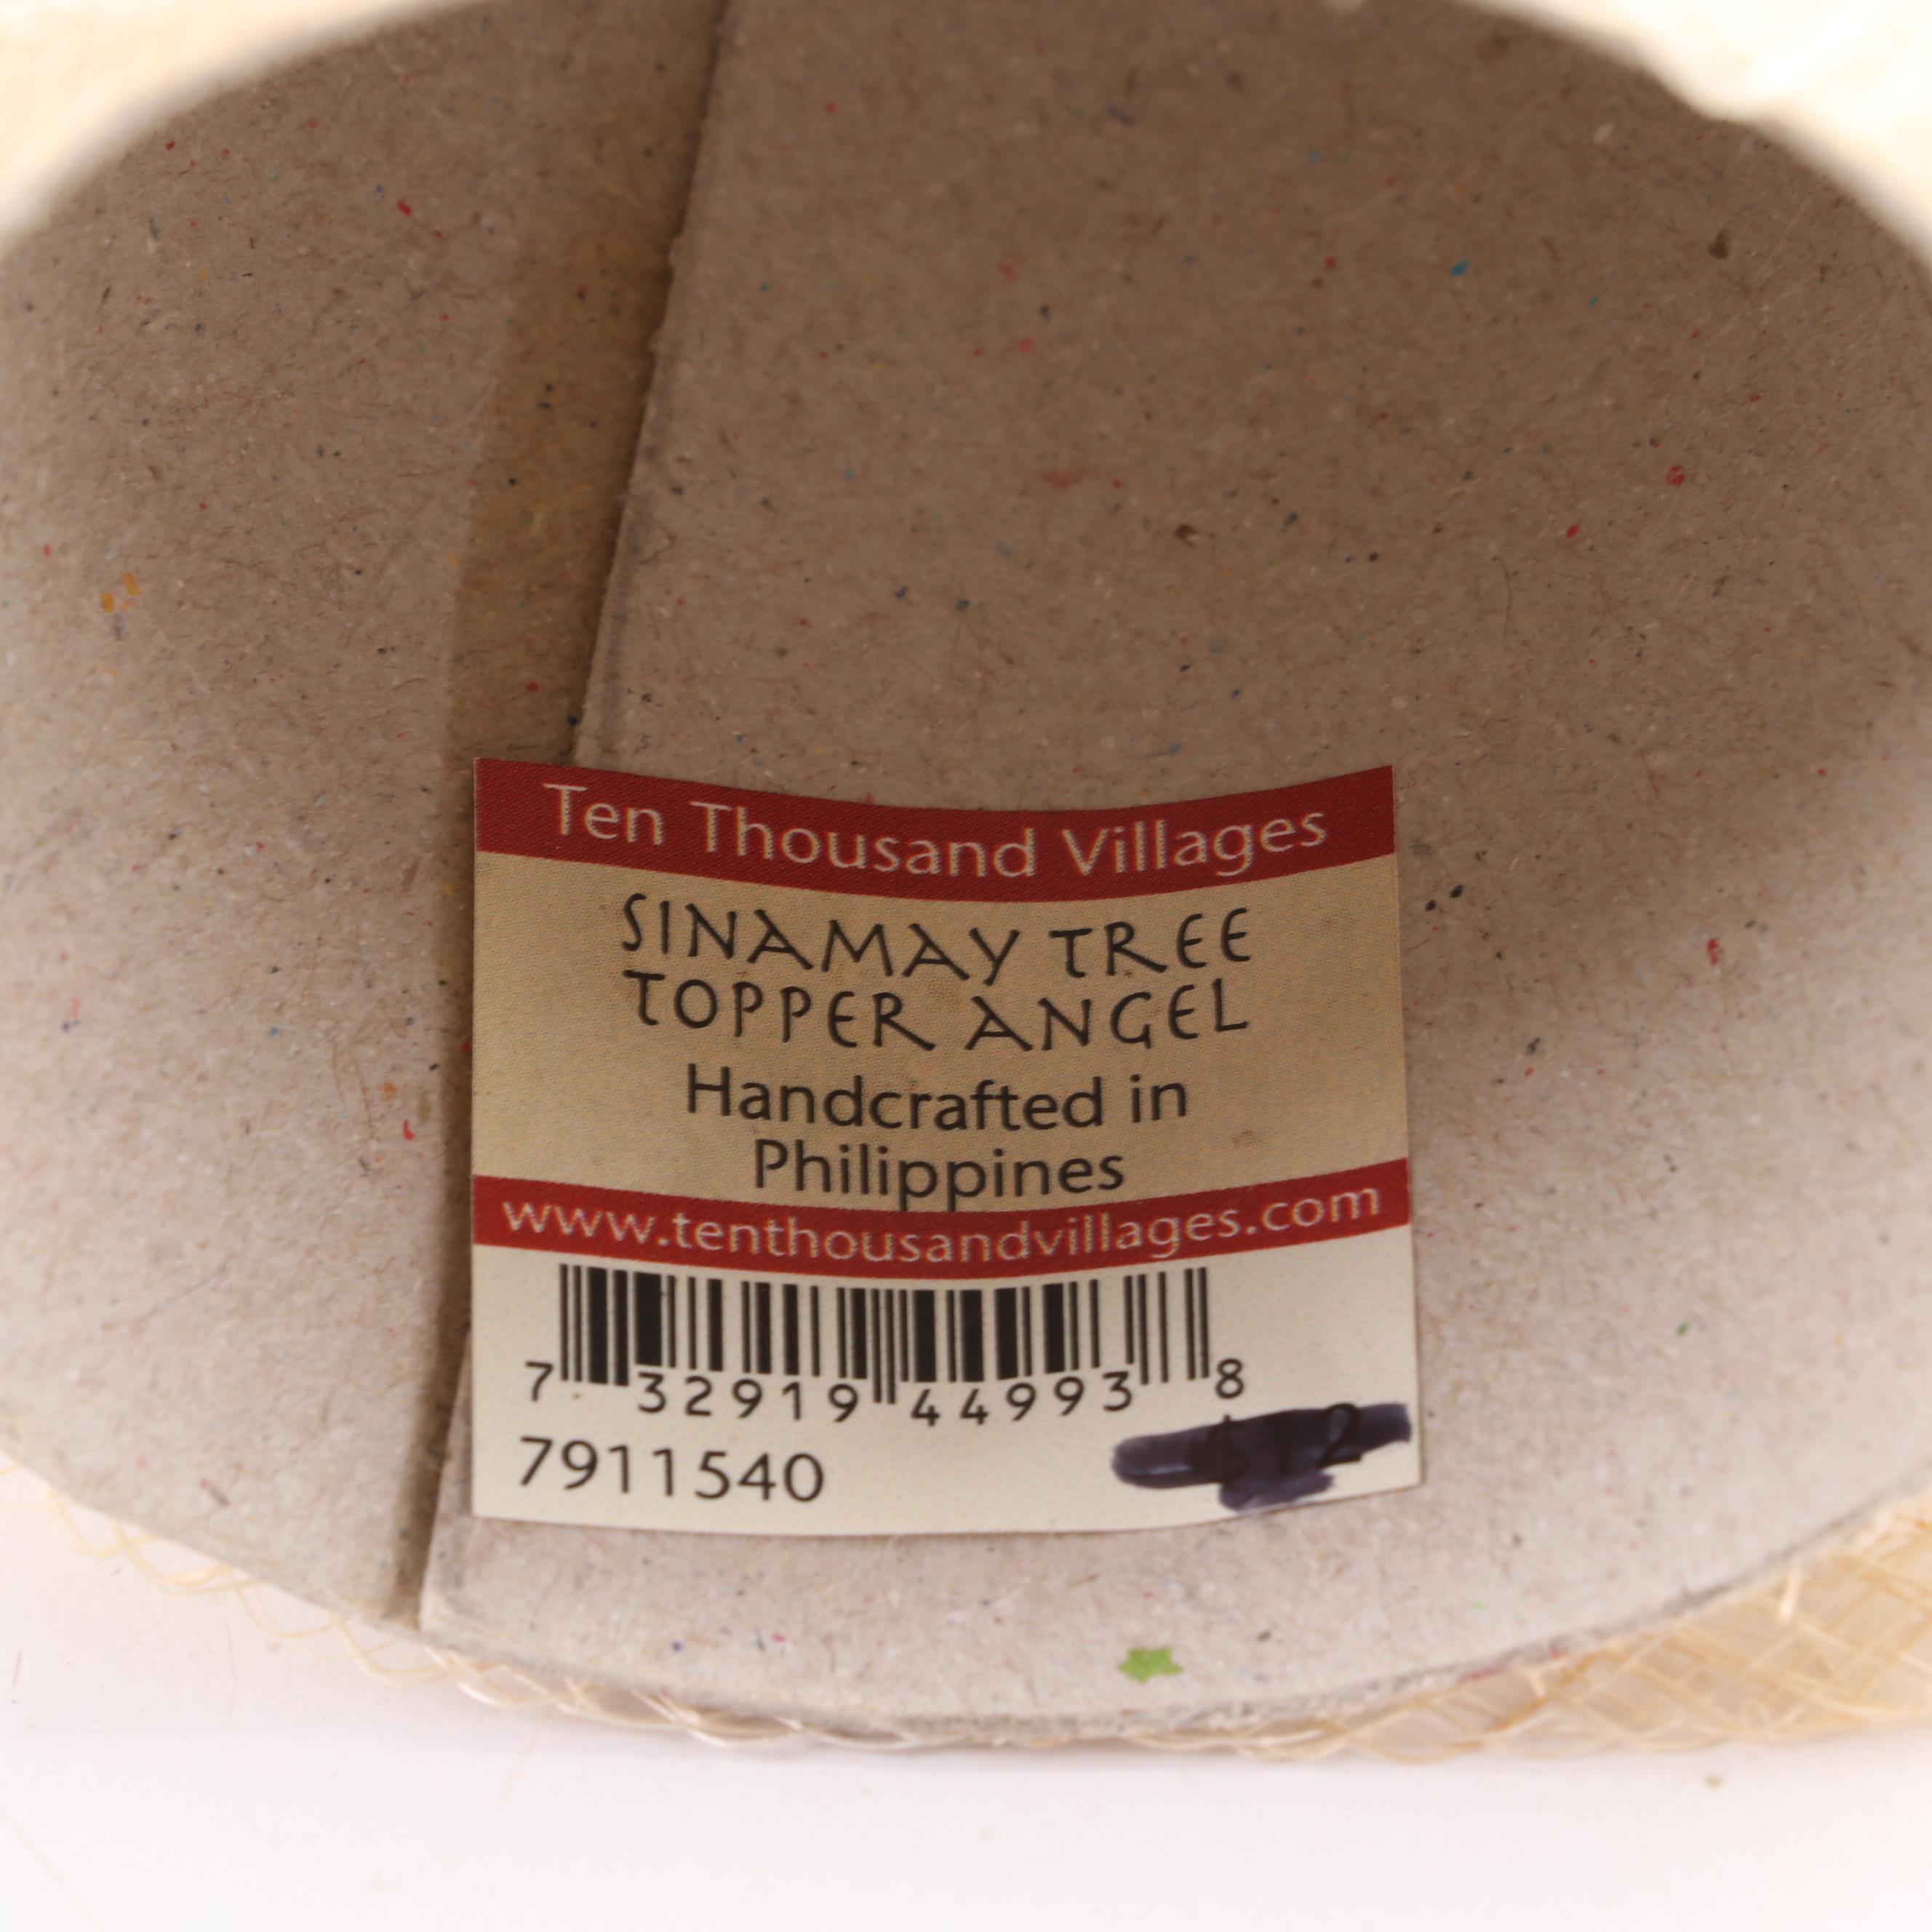 Ten Thousand Villages
SINAMAY TREE
TOPPER ANGEL
Handcrafted in
Philippines
www.tenthousandvillages.com
7 32919 44993 8
7911540